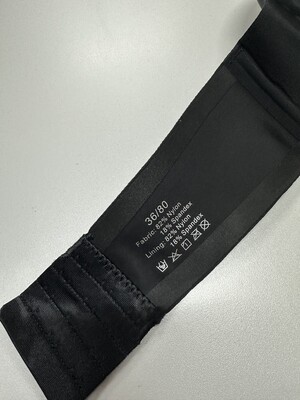 36/80
Fabric: 82% Nylon
18% Spandex
Lining: 82% Nylon
18% Spandex